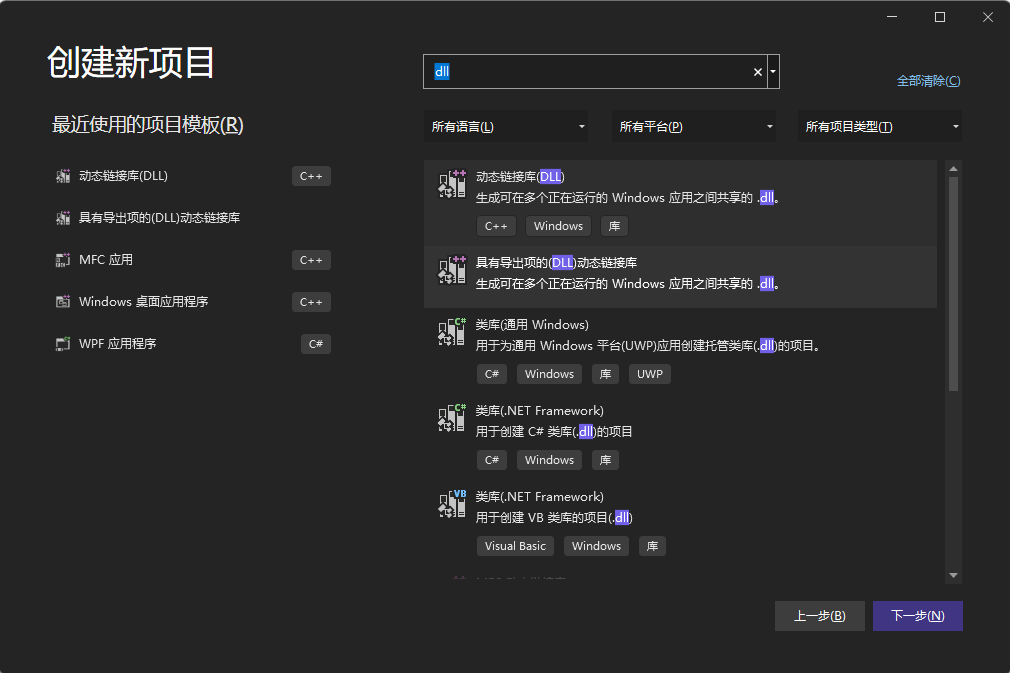 创建新项目
最近使用的项目模板(R)
动态链接库(DLL)
C++
具有导出项的(DLL)动态链接库
MFC 应用
C++
Windows 桌面应用程序
C++
WPF 应用程序
C#
dll
全部清除(C)
所有语言(L)
所有平台(P)
所有项目类型(T)
动态链接库(DLL)
生成可在多个正在运行的 Windows 应用之间共享的 .dll。
C++ Windows 库
具有导出项的(DLL)动态链接库
生成可在多个正在运行的 Windows 应用之间共享的 .dll。
类库(通用 Windows)
用于为通用 Windows 平台(UWP)应用创建托管类库(.dll)的项目。
C# Windows 库 UWP
类库(.NET Framework)
用于创建 C# 类库(.dll)的项目
C# Windows 库
类库(.NET Framework)
用于创建 VB 类库的项目(.dll)
Visual Basic Windows 库
上一步(B)
下一步(N)